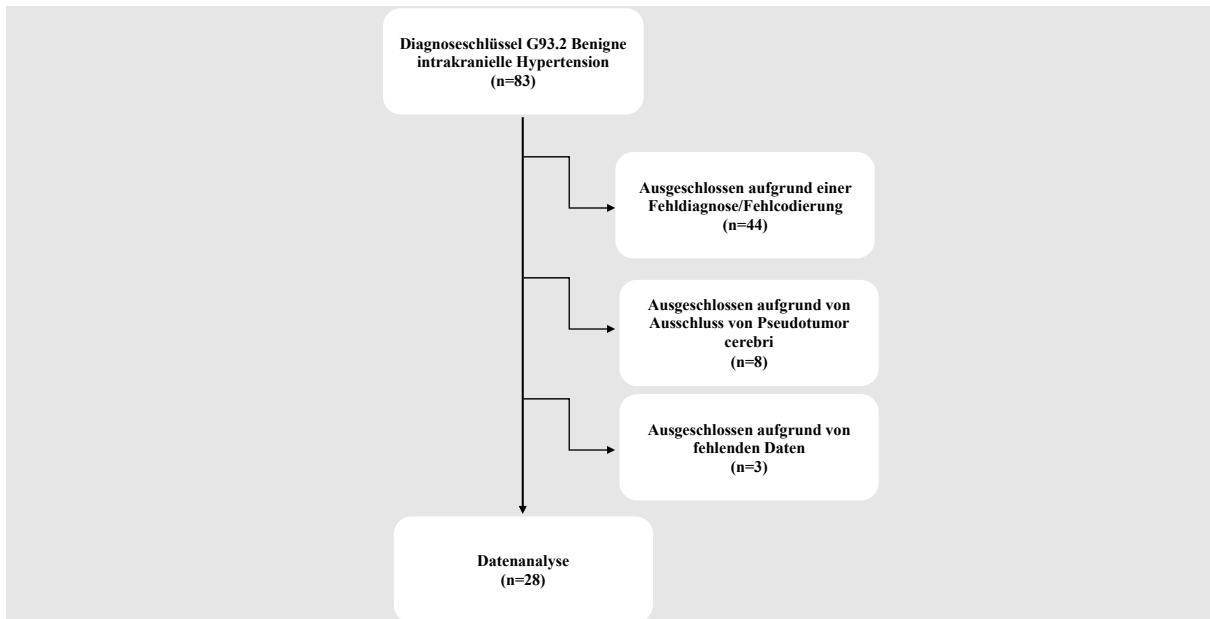 Diagnoseschlüssel G93.2 Benigne
intrakranielle Hypertension
(n=83)
Ausgeschlossen aufgrund einer
Fehldiagnose/Fehlcodierung
(n=44)
Ausgeschlossen aufgrund von
Ausschluss von Pseudotumor
cerebri
(n=8)
Ausgeschlossen aufgrund von
fehlenden Daten
(n=3)
Datenanalyse
(n=28)